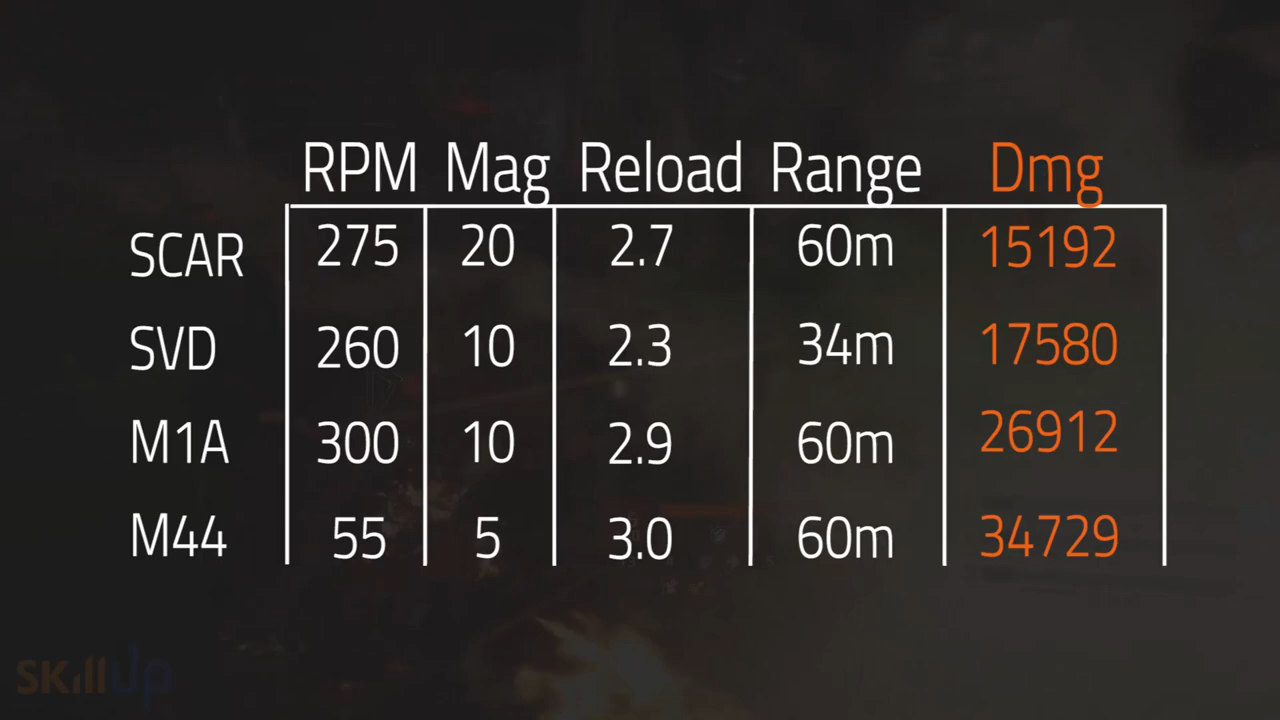 RPM Mag Reload Range Dmg
SCAR 275 20 2.7 60m 15192
SVD 260 10 2.3 34m 17580
M1A 300 10 2.9 60m 26912
M44 55 5 3.0 60m 34729
SKillUp